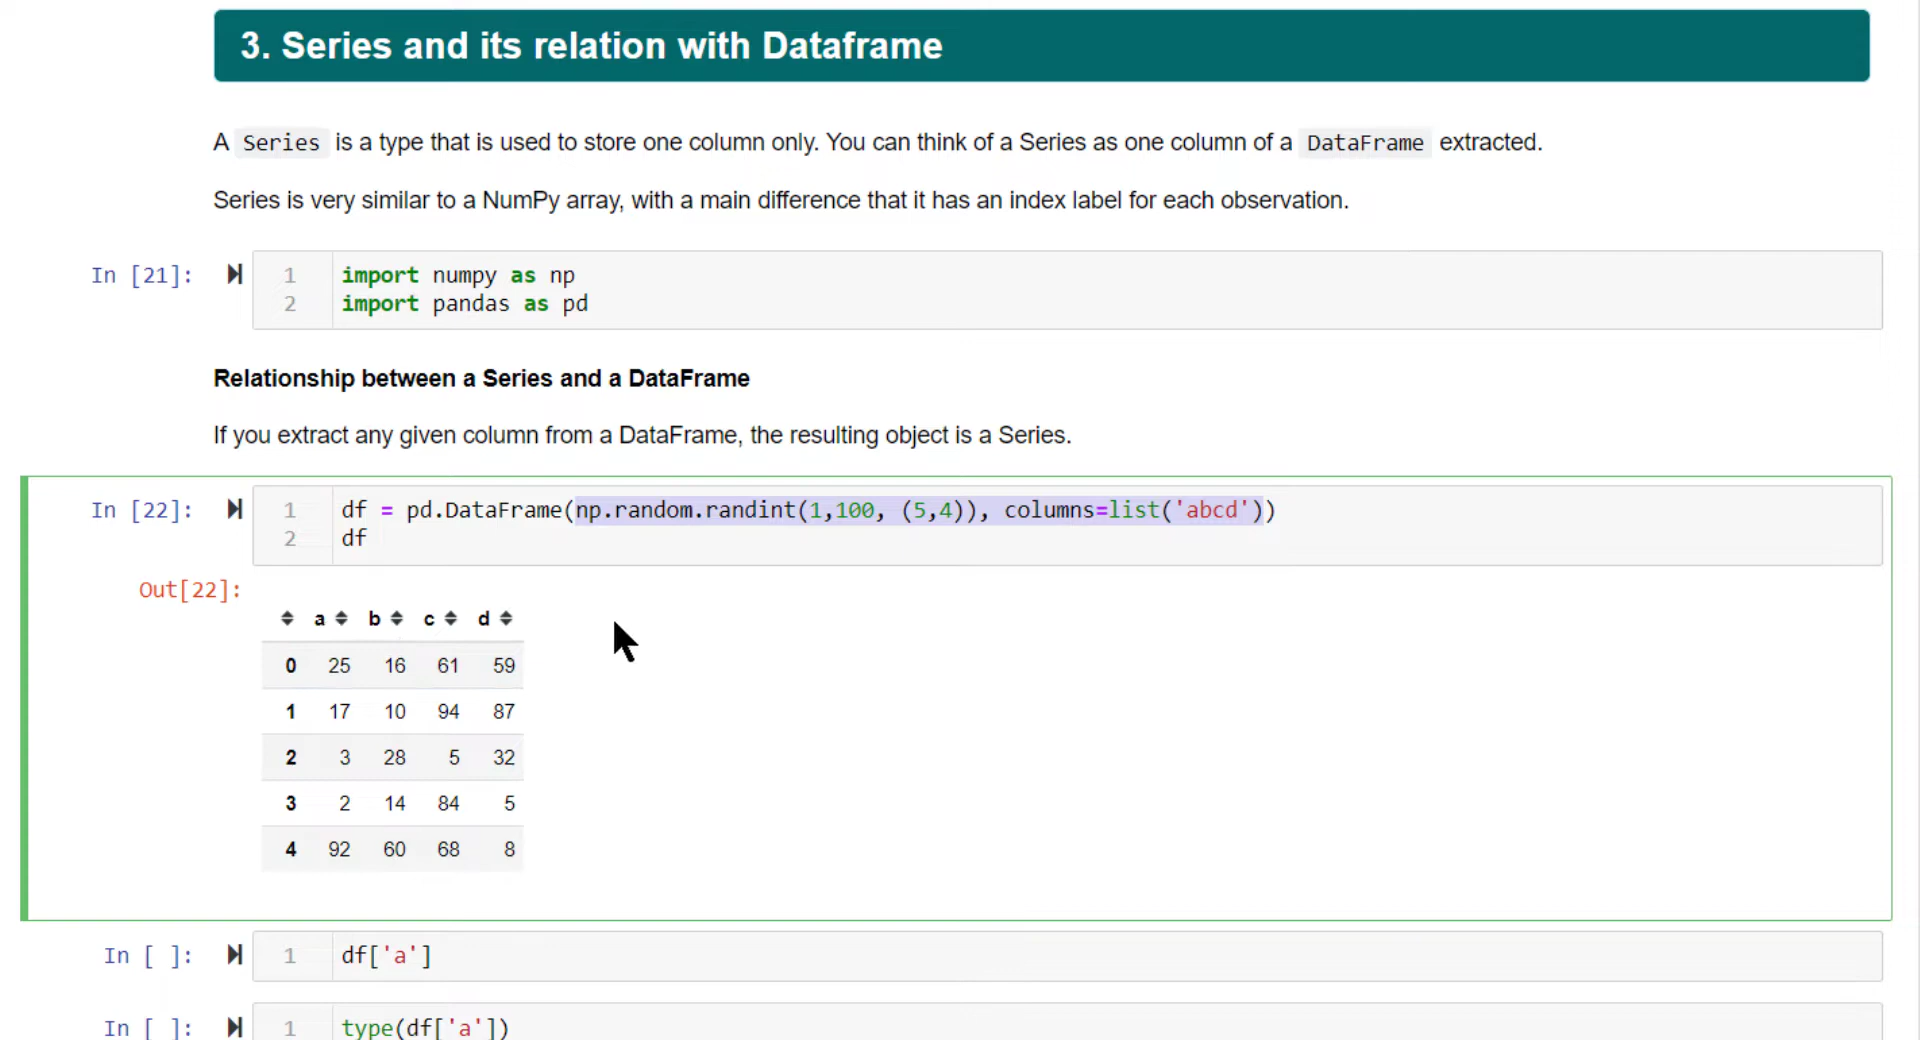 3. Series and its relation with Dataframe
A Series is a type that is used to store one column only. You can think of a Series as one column of a DataFrame extracted.
Series is very similar to a NumPy array, with a main difference that it has an index label for each observation.
In [21]: 1 import numpy as np
2 import pandas as pd
Relationship between a Series and a DataFrame
If you extract any given column from a DataFrame, the resulting object is a Series.
In [22]: 1 df = pd.DataFrame(np.random.randint(1,100, (5,4)), columns=list('abcd'))
2 df
Out[22]:
a b c d
0 25 16 61 59
1 17 10 94 87
2 3 28 5 32
3 2 14 84 5
4 92 60 68 8
In [ ]: 1 df['a']
In [ ]: 1 type(df['a'])